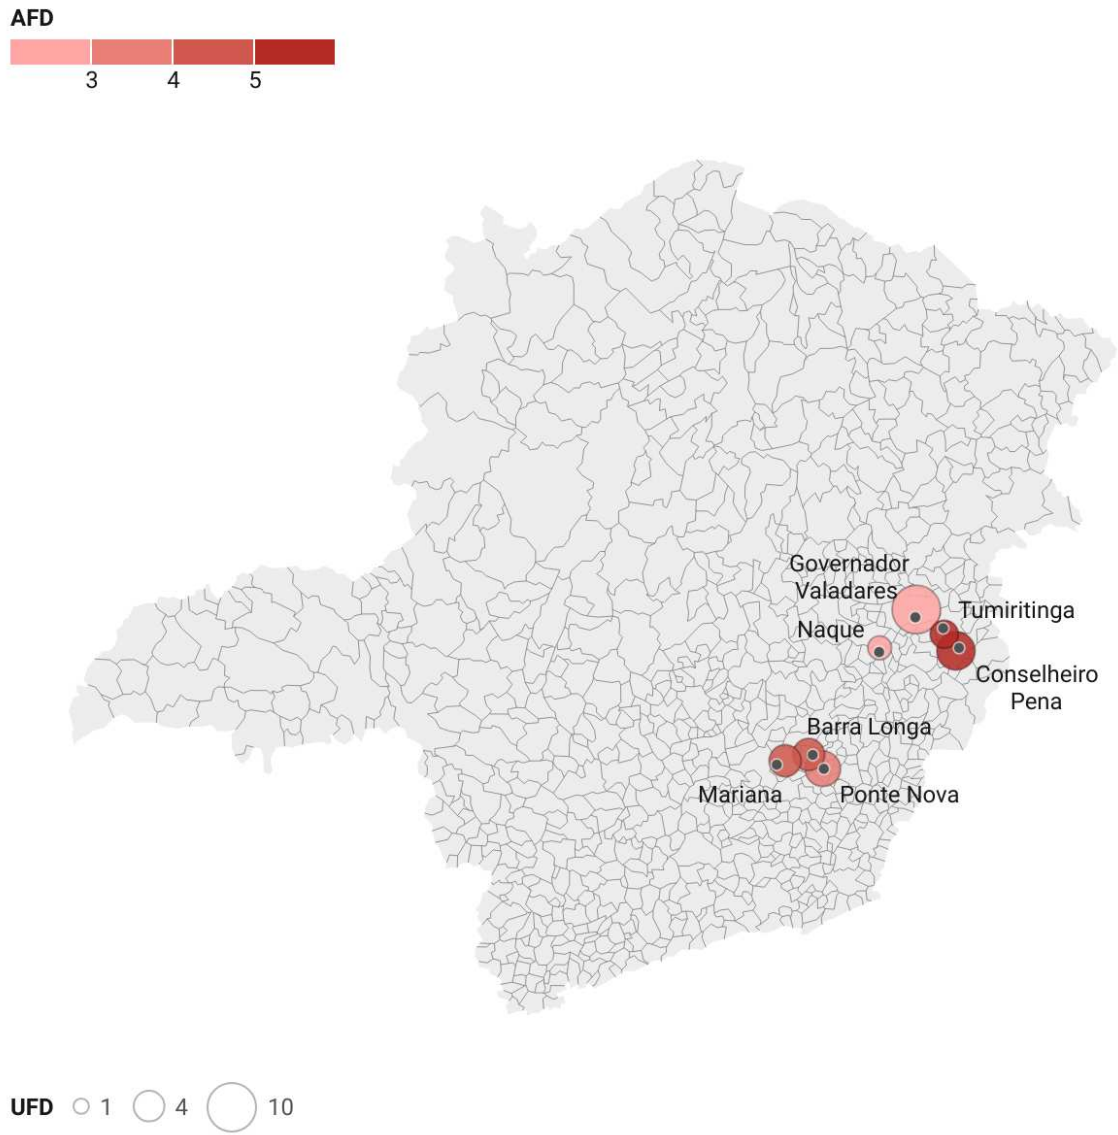 AFD
3 4 5
Governador
Valadares
Tumiritinga
Naque
Conselheiro
Pena
Barra Longa
Mariana
Ponte Nova
UFD 1 4 10